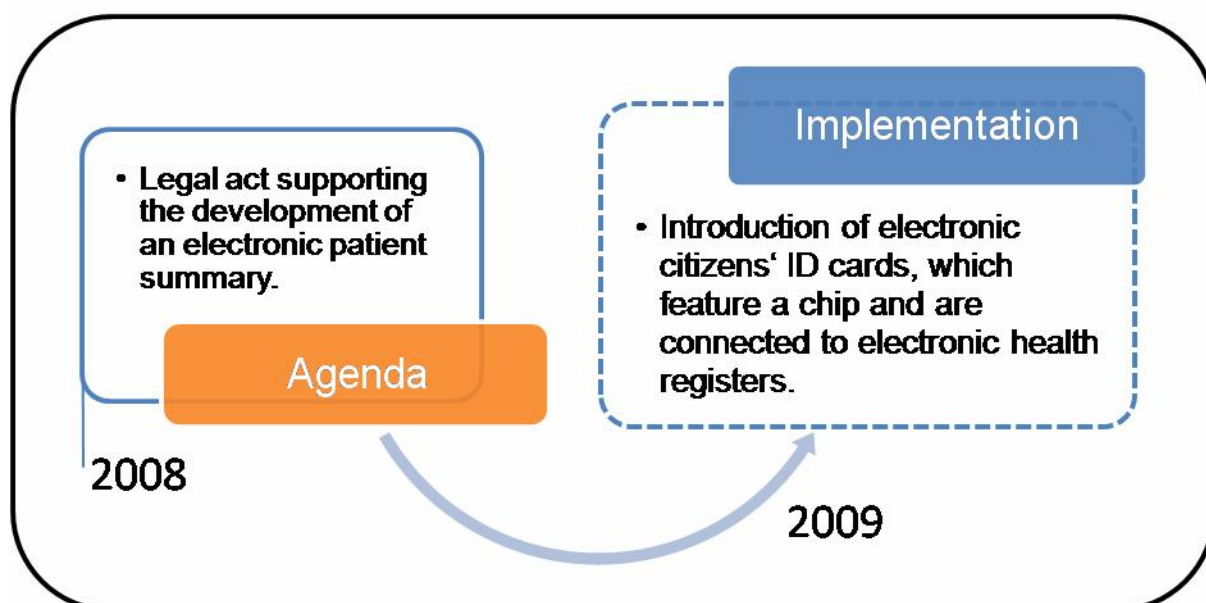 • Legal act supporting
the development of
an electronic patient
summary.
Agenda
2008
Implementation
• Introduction of electronic
citizens‘ ID cards, which
feature a chip and are
connected to electronic health
registers.
2009